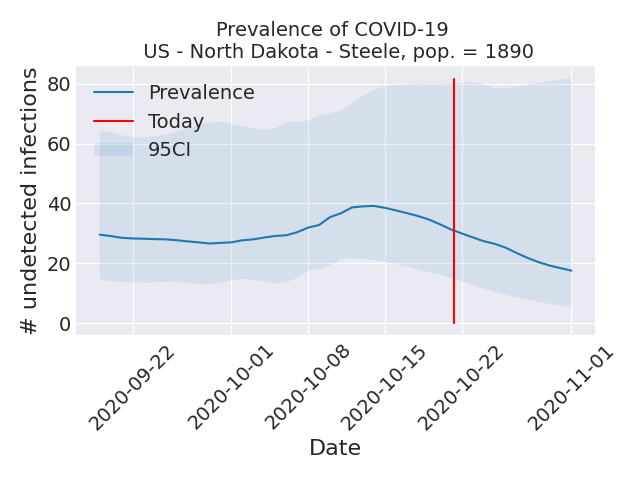 Prevalence of COVID-19
US - North Dakota - Steele, pop. = 1890
# undetected infections
80
60
40
20
0
Prevalence
Today
95CI
2020-09-22
2020-10-01
2020-10-08
2020-10-15
2020-10-22
2020-11-01
Date